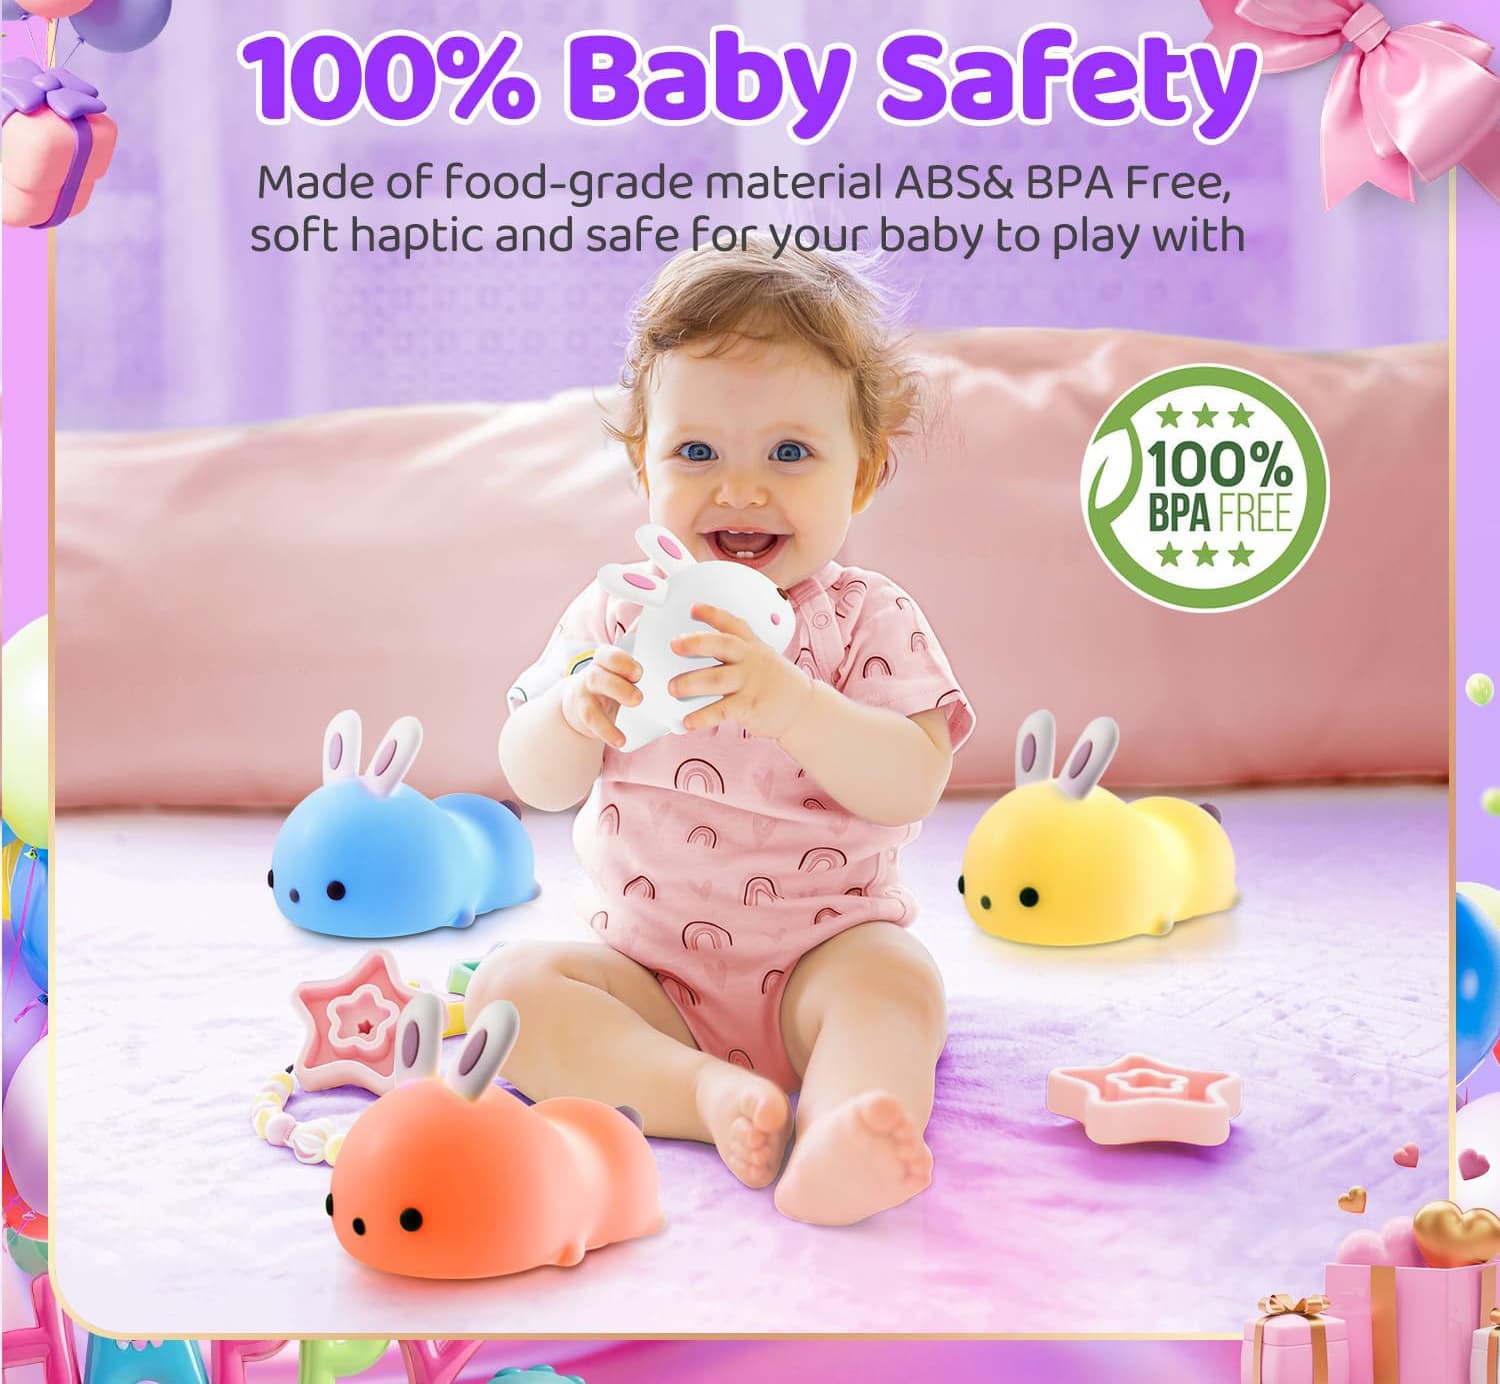 100% Baby Safety
Made of food-grade material ABS& BPA Free,
soft haptic and safe for your baby to play with
100%
BPA FREE